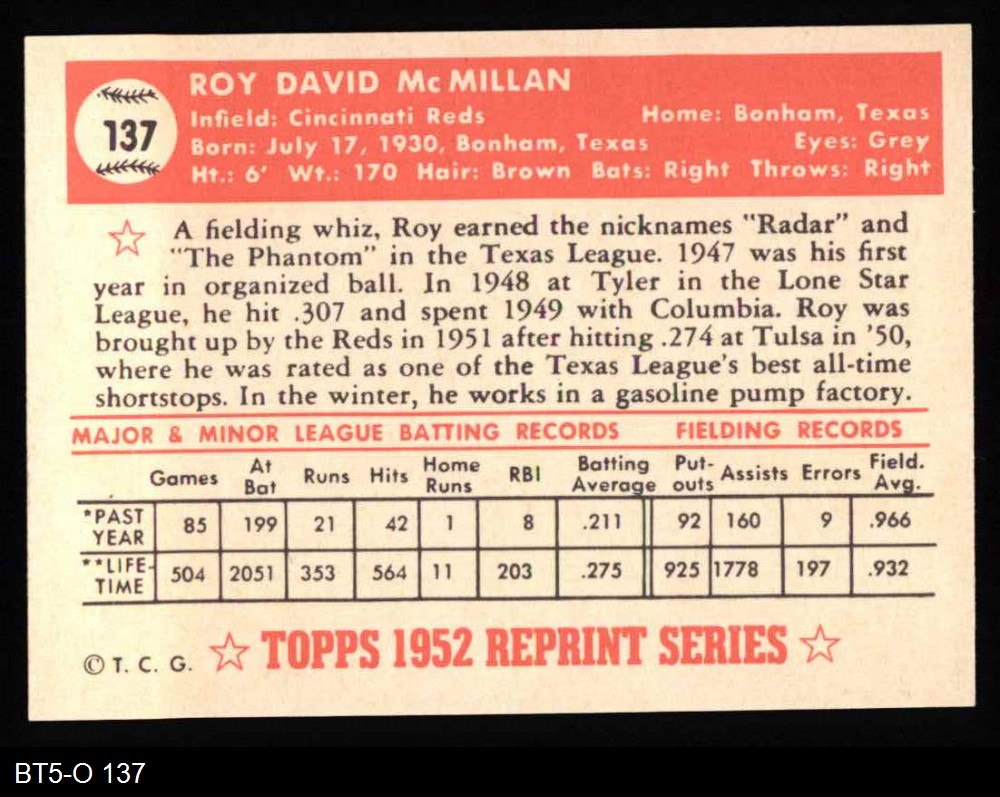 137
ROY DAVID McMILLAN
Infield: Cincinnati Reds Home: Bonham, Texas
Born: July 17, 1930, Bonham, Texas Eyes: Grey
Ht.: 6' Wt.: 170 Hair: Brown Bats: Right Throws: Right
A fielding whiz, Roy earned the nicknames "Radar" and
"The Phantom" in the Texas League. 1947 was his first
year in organized ball. In 1948 at Tyler in the Lone Star
League, he hit .307 and spent 1949 with Columbia. Roy was
brought up by the Reds in 1951 after hitting .274 at Tulsa in '50,
where he was rated as one of the Texas League's best all-time
shortstops. In the winter, he works in a gasoline pump factory.
MAJOR & MINOR LEAGUE BATTING RECORDS FIELDING RECORDS
Games At Bat Runs Hits Home Runs RBI Batting Average Put-outs Assists Errors Field. Avg.
*PAST YEAR 85 199 21 42 1 8 .211 92 160 9 .966
**LIFE-TIME 504 2051 353 564 11 203 .275 925 1778 197 .932
© T. C. G. TOPPS 1952 REPRINT SERIES
BT5-O 137